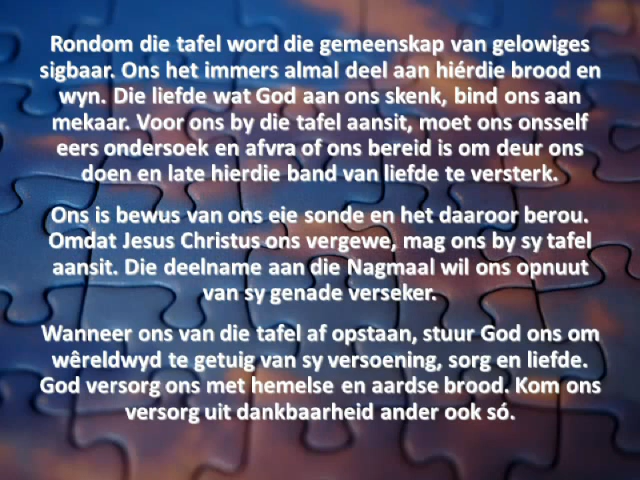 Rondom die tafel word die gemeenskap van gelowiges
sigbaar. Ons het immers almal deel aan hiérdie brood en
wyn. Die liefde wat God aan ons skenk, bind ons aan
mekaar. Voor ons by die tafel aansit, moet ons onsself
eers ondersoek en afvra of ons bereid is om deur ons
doen en late hierdie band van liefde te versterk.
Ons is bewus van ons eie sonde en het daaroor berou.
Omdat Jesus Christus ons vergewe, mag ons by sy tafel
aansit. Die deelname aan die Nagmaal wil ons opnuut
van sy genade verseker.
Wanneer ons van die tafel af opstaan, stuur God ons om
wêreldwyd te getuig van sy versoening, sorg en liefde.
God versorg ons met hemelse en aardse brood. Kom ons
versorg uit dankbaarheid ander ook só.